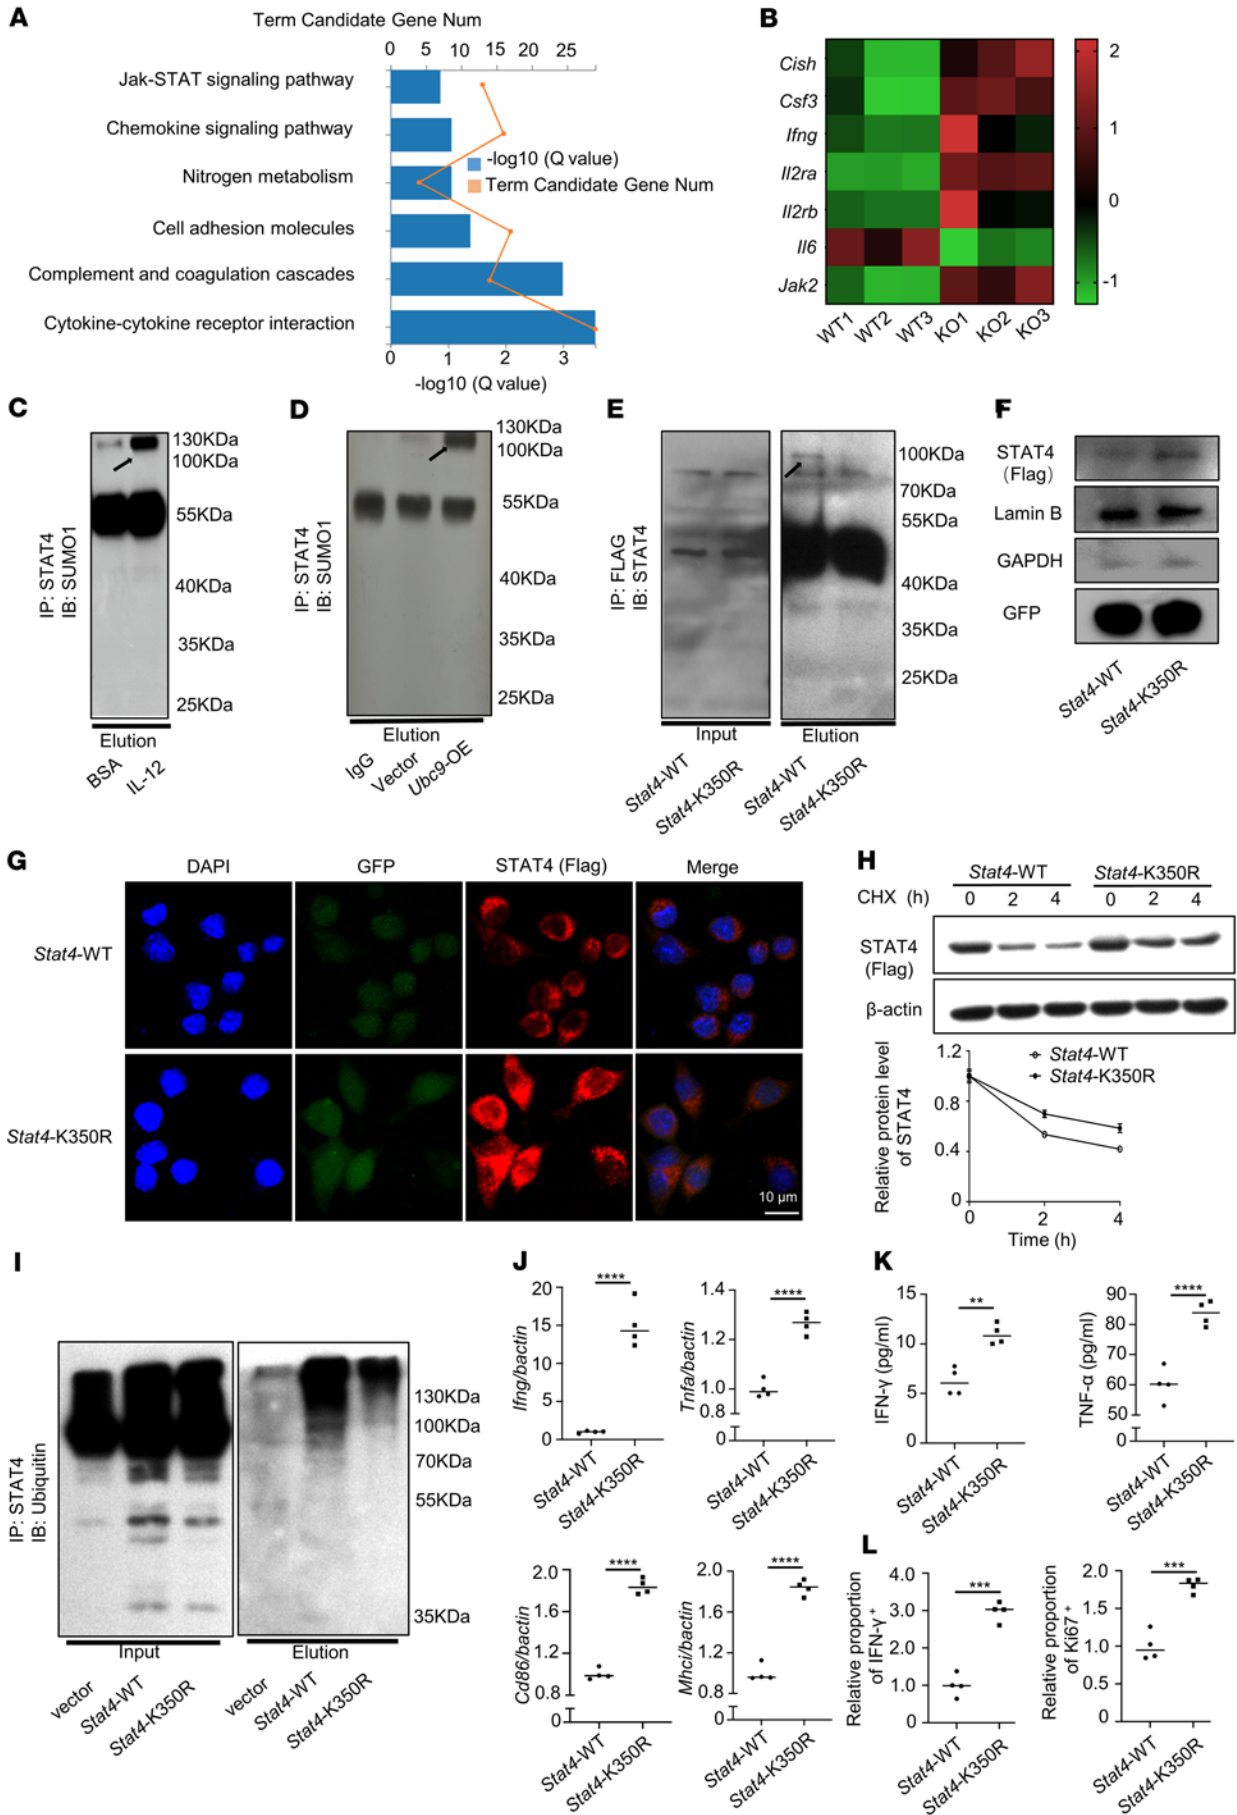 A
Term Candidate Gene Num
0 5 10 15 20 25
Jak-STAT signaling pathway
Chemokine signaling pathway
Nitrogen metabolism
Cell adhesion molecules
Complement and coagulation cascades
Cytokine-cytokine receptor interaction
-log10 (Q value)
Term Candidate Gene Num
0 1 2 3
-log10 (Q value)
B
Cish
Csf3
Ifng
Il2ra
Il2rb
Il6
Jak2
WT1 WT2 WT3 KO1 KO2 KO3
2
1
0
-1
C
IP: STAT4
IB: SUMO1
130KDa
100KDa
55KDa
40KDa
35KDa
25KDa
Elution
BSA
IL-12
D
IP: STAT4
IB: SUMO1
130KDa
100KDa
55KDa
40KDa
35KDa
25KDa
Elution
IgG
Vector
Ubc9-OE
E
IP: FLAG
IB: STAT4
100KDa
70KDa
55KDa
40KDa
35KDa
25KDa
Input
Elution
Stat4-WT
Stat4-K350R
Stat4-WT
Stat4-K350R
F
STAT4
(Flag)
Lamin B
GAPDH
GFP
Stat4-WT
Stat4-K350R
G
DAPI GFP STAT4 (Flag) Merge
Stat4-WT
Stat4-K350R
10 µm
H
Stat4-WT Stat4-K350R
CHX (h) 0 2 4 0 2 4
STAT4
(Flag)
β-actin
Relative protein level
of STAT4
1.2
0.8
0.4
0
Stat4-WT
Stat4-K350R
0 2 4
Time (h)
I
IP: STAT4
IB: Ubiquitin
130KDa
100KDa
70KDa
55KDa
35KDa
Input
Elution
vector
Stat4-WT
Stat4-K350R
vector
Stat4-WT
Stat4-K350R
J
Ifng/bactin
20
15
10
5
0
****
Stat4-WT
Stat4-K350R
Tnfa/bactin
1.4
1.2
1.0
0.8
0
****
Stat4-WT
Stat4-K350R
Cd86/bactin
2.0
1.6
1.2
0.8
0
****
Stat4-WT
Stat4-K350R
Mhci/bactin
2.0
1.6
1.2
0.8
0
****
Stat4-WT
Stat4-K350R
K
IFN-γ (pg/ml)
15
10
5
0
**
Stat4-WT
Stat4-K350R
TNF-α (pg/ml)
90
80
70
60
50
0
****
Stat4-WT
Stat4-K350R
L
Relative proportion
of IFN-γ+
4.0
3.0
2.0
1.0
0
***
Stat4-WT
Stat4-K350R
Relative proportion
of Ki67+
2.0
1.5
1.0
0.5
0
***
Stat4-WT
Stat4-K350R